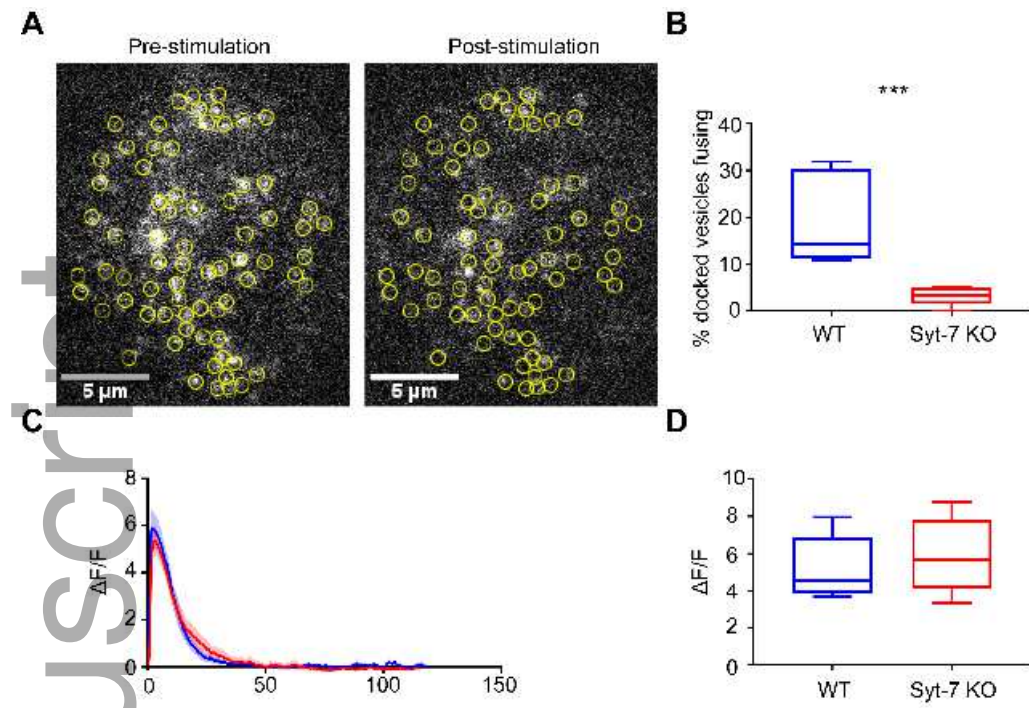 A
Pre-stimulation
Post-stimulation
5 µm
5 µm
B
***
% docked vesicles fusing
40
30
20
10
0
WT
Syt-7 KO
C
ΔF/F
8
6
4
2
0
0
50
100
150
D
ΔF/F
10
8
6
4
2
0
WT
Syt-7 KO
uscript